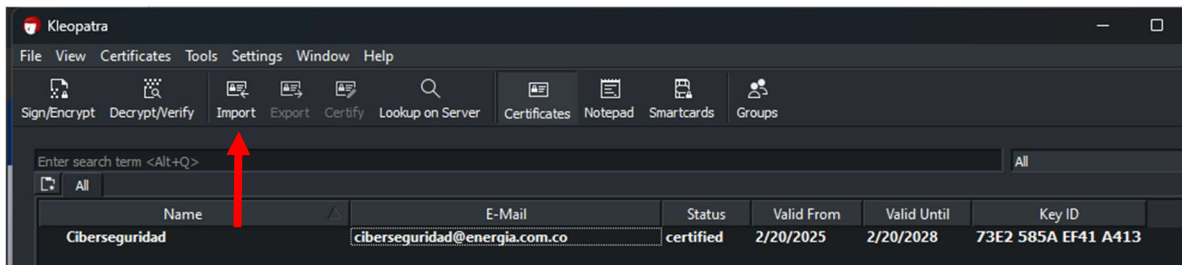 Kleopatra
File View Certificates Tools Settings Window Help
Sign/Encrypt Decrypt/Verify Import Export Certify Lookup on Server Certificates Notepad Smartcards Groups
Enter search term <Alt+Q> All
All
Name E-Mail Status Valid From Valid Until Key ID
Ciberseguridad ciberseguridad@energia.com.co certified 2/20/2025 2/20/2028 73E2 585A EF41 A413